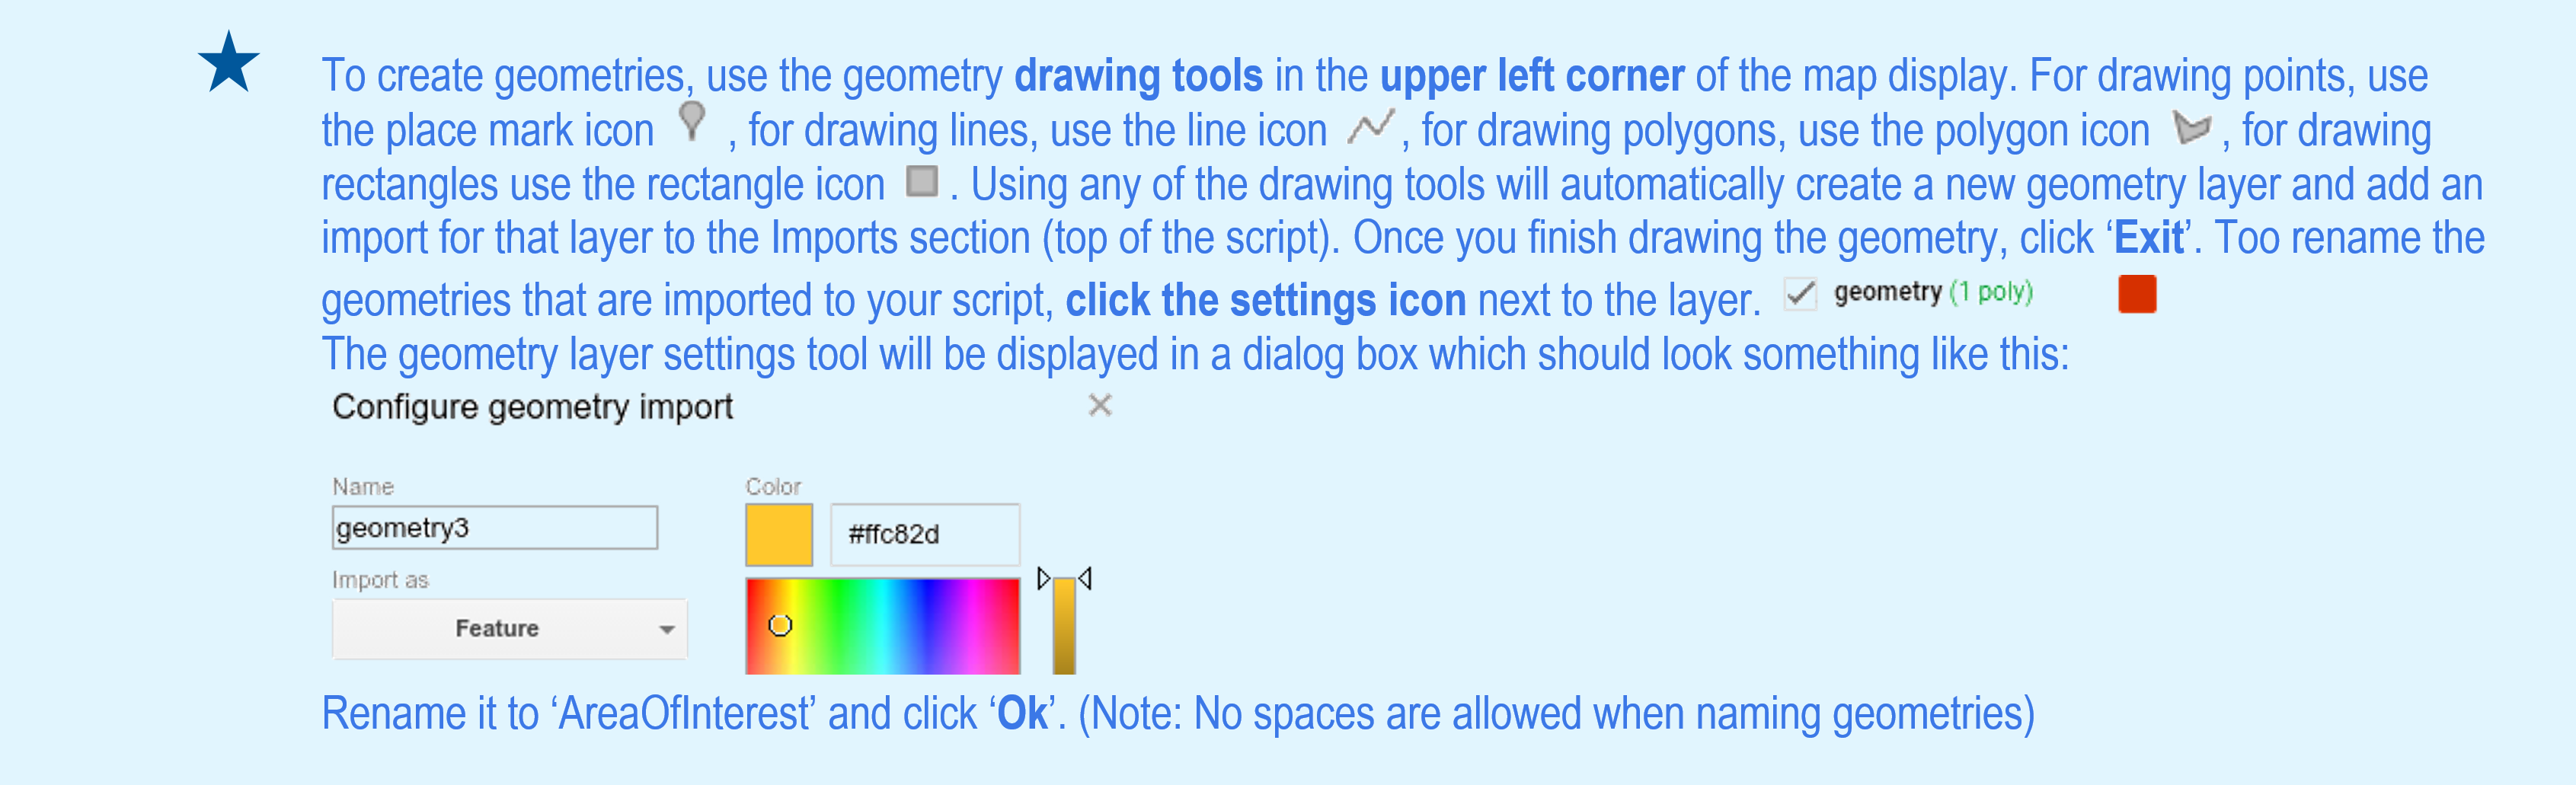 To create geometries, use the geometry drawing tools in the upper left corner of the map display. For drawing points, use
the place mark icon , for drawing lines, use the line icon , for drawing polygons, use the polygon icon , for drawing
rectangles use the rectangle icon . Using any of the drawing tools will automatically create a new geometry layer and add an
import for that layer to the Imports section (top of the script). Once you finish drawing the geometry, click ‘Exit’. Too rename the
geometries that are imported to your script, click the settings icon next to the layer. geometry (1 poly)
The geometry layer settings tool will be displayed in a dialog box which should look something like this:
Configure geometry import
Name
Color
geometry3
#ffc82d
Import as
Feature
Rename it to ‘AreaOfInterest’ and click ‘Ok’. (Note: No spaces are allowed when naming geometries)